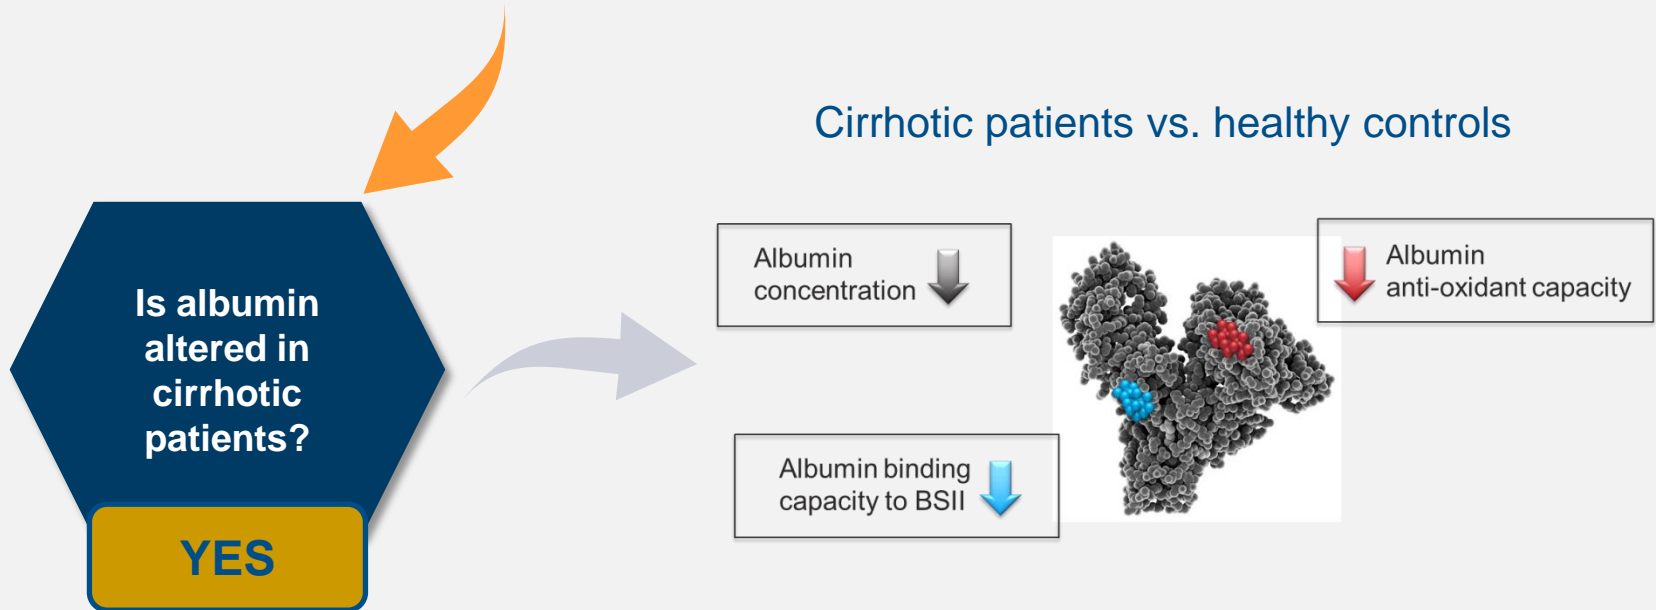 Cirrhotic patients vs. healthy controls
Is albumin
altered in
cirrhotic
patients?
YES
Albumin
concentration
Albumin
anti-oxidant capacity
Albumin binding
capacity to BSII